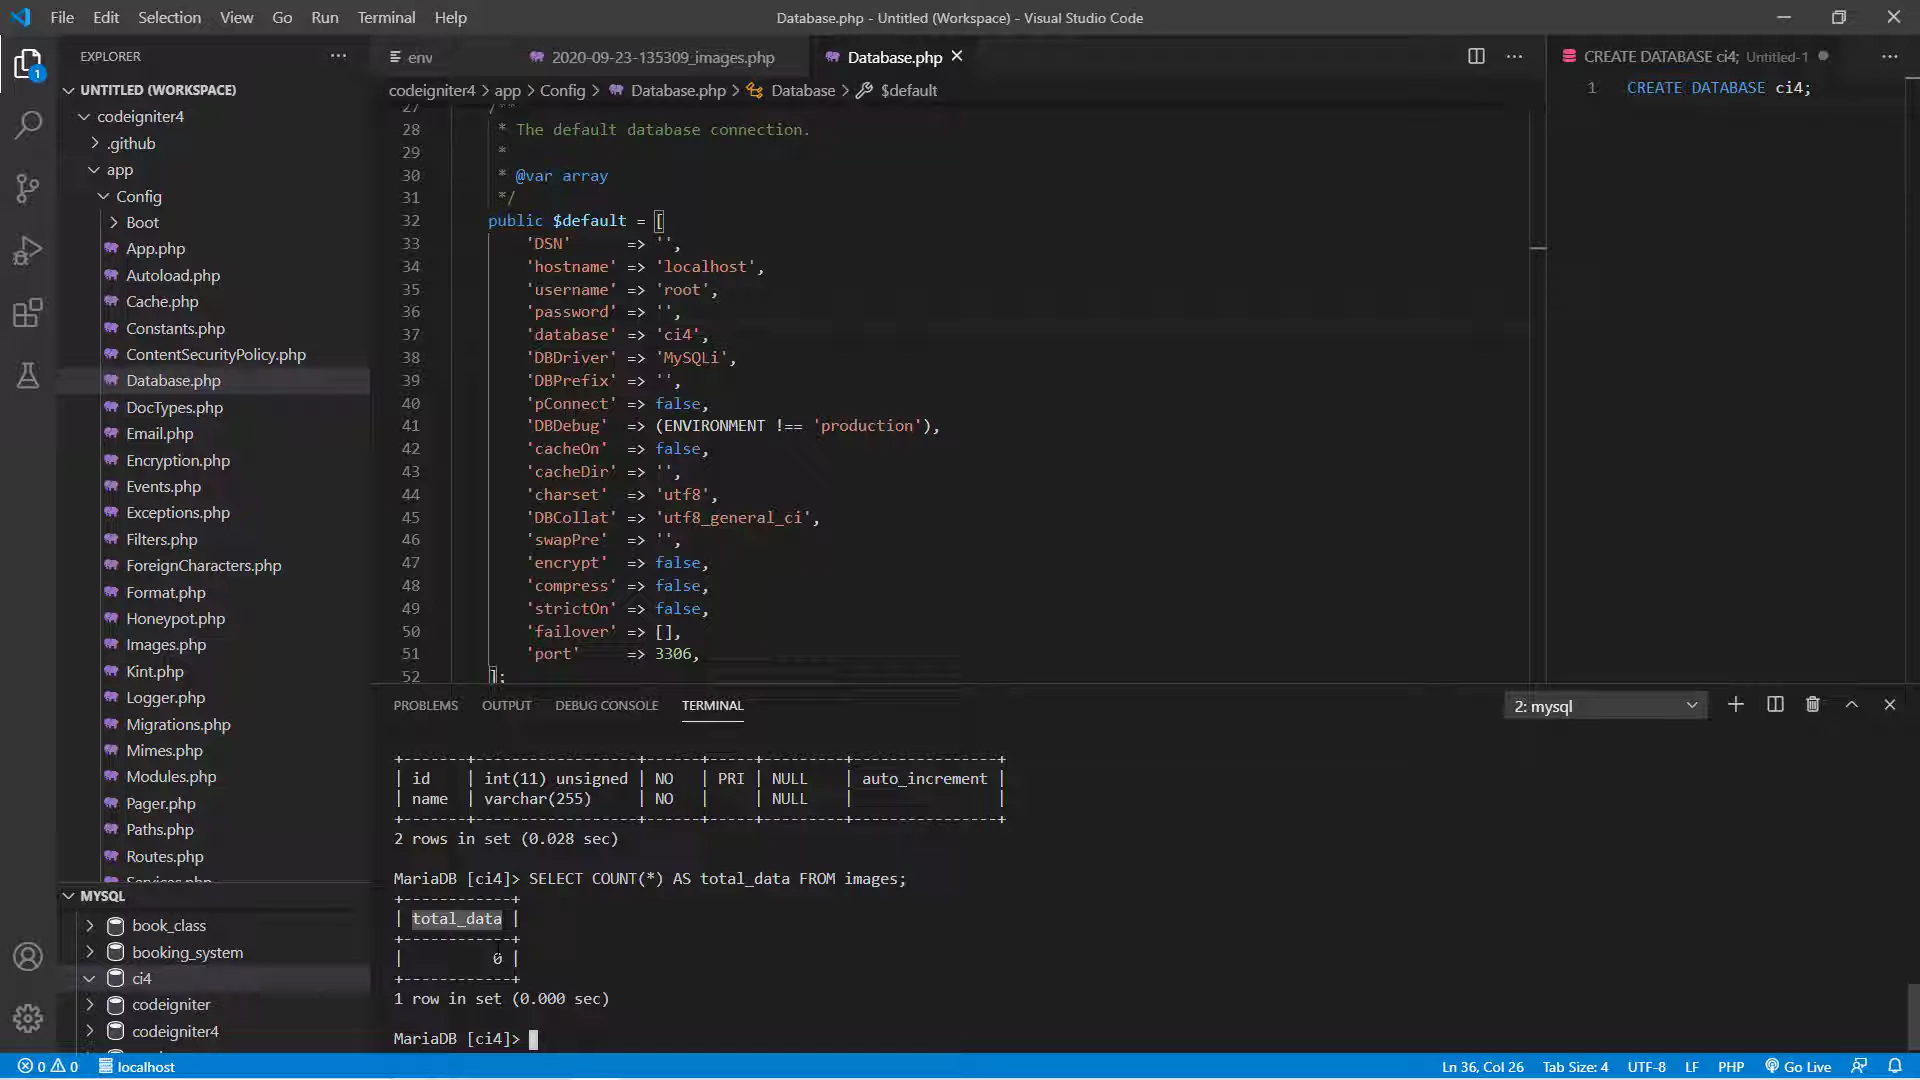 File Edit Selection View Go Run Terminal Help
Database.php - Untitled (Workspace) - Visual Studio Code
EXPLORER
UNTITLED (WORKSPACE)
codeigniter4
.github
app
Config
Boot
App.php
Autoload.php
Cache.php
Constants.php
ContentSecurityPolicy.php
Database.php
DocTypes.php
Email.php
Encryption.php
Events.php
Exceptions.php
Filters.php
ForeignCharacters.php
Format.php
Honeypot.php
Images.php
Kint.php
Logger.php
Migrations.php
Mimes.php
Modules.php
Pager.php
Paths.php
Routes.php
Services.php
MYSQL
book_class
booking_system
ci4
codeigniter
codeigniter4
1
env 2020-09-23-135309_images.php Database.php
codeigniter4 > app > Config > Database.php > Database > $default
27 /**
28 * The default database connection.
29 *
30 * @var array
31 */
32 public $default = [
33 'DSN' => '',
34 'hostname' => 'localhost',
35 'username' => 'root',
36 'password' => '',
37 'database' => 'ci4',
38 'DBDriver' => 'MySQLi',
39 'DBPrefix' => '',
40 'pConnect' => false,
41 'DBDebug' => (ENVIRONMENT !== 'production'),
42 'cacheOn' => false,
43 'cacheDir' => '',
44 'charset' => 'utf8',
45 'DBCollat' => 'utf8_general_ci',
46 'swapPre' => '',
47 'encrypt' => false,
48 'compress' => false,
49 'strictOn' => false,
50 'failover' => [],
51 'port' => 3306,
52 ];
CREATE DATABASE ci4; Untitled-1
1 CREATE DATABASE ci4;
PROBLEMS OUTPUT DEBUG CONSOLE TERMINAL
2: mysql
+-------+------------------+------+-----+---------+----------------+
| id | int(11) unsigned | NO | PRI | NULL | auto_increment |
| name | varchar(255) | NO | | NULL | |
+-------+------------------+------+-----+---------+----------------+
2 rows in set (0.028 sec)
MariaDB [ci4]> SELECT COUNT(*) AS total_data FROM images;
+------------+
| total_data |
+------------+
| 0 |
+------------+
1 row in set (0.000 sec)
MariaDB [ci4]>
0 0 localhost
Ln 36, Col 26 Tab Size: 4 UTF-8 LF PHP Go Live